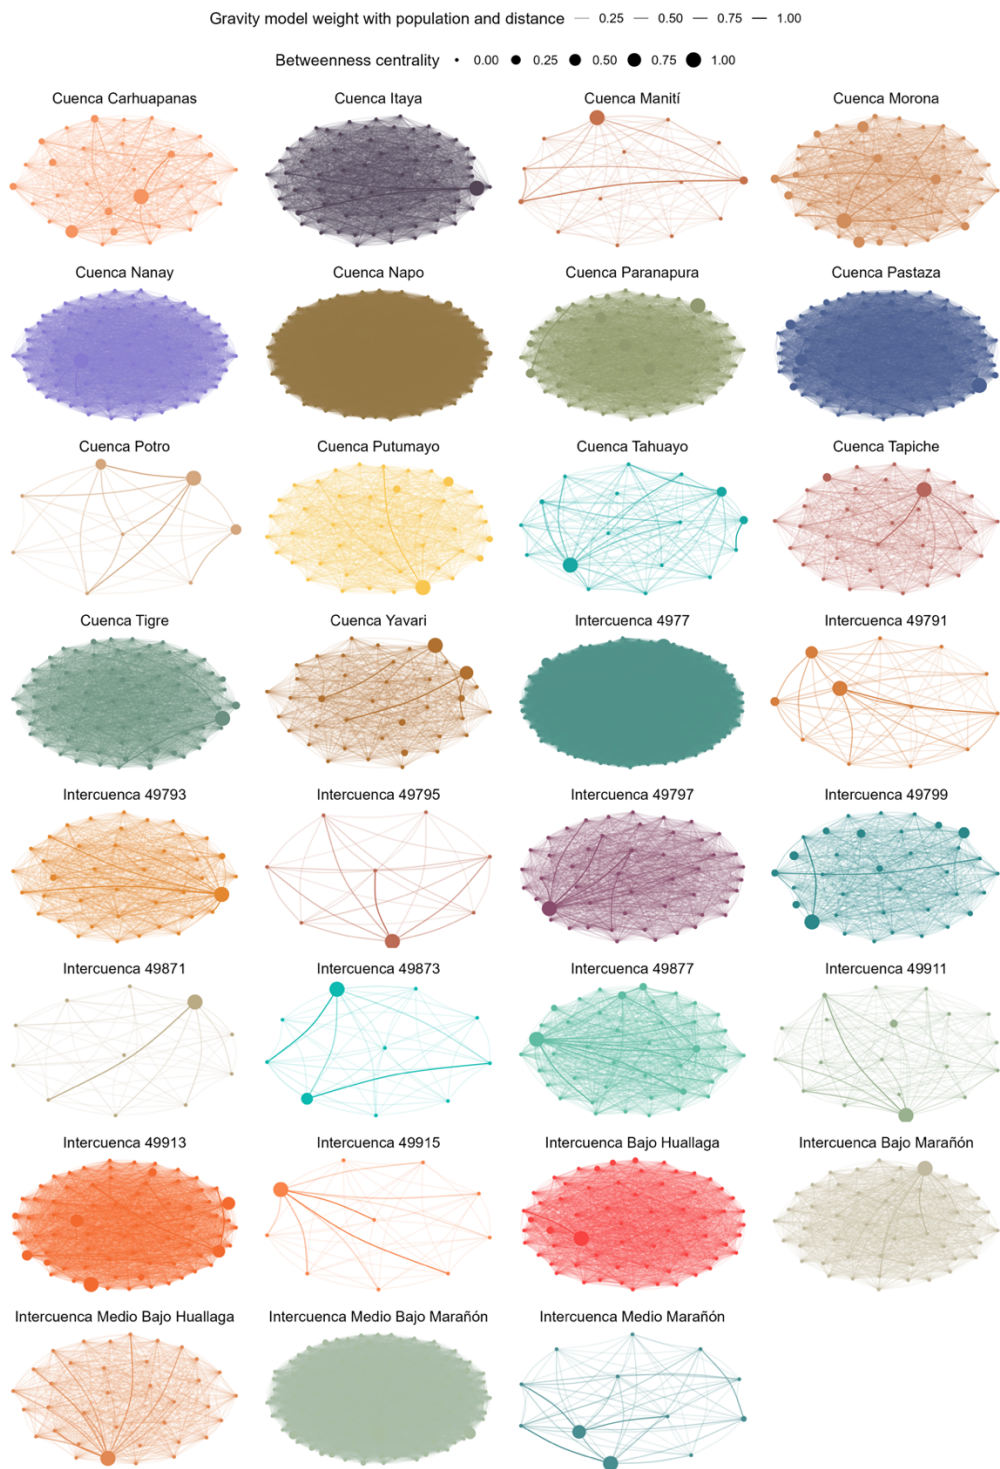 Gravity model weight with population and distance 0.25 0.50 0.75 1.00
Betweenness centrality 0.00 0.25 0.50 0.75 1.00
Cuenca Carhuapanas Cuenca Itaya Cuenca Manití Cuenca Morona
Cuenca Nanay Cuenca Napo Cuenca Paranapura Cuenca Pastaza
Cuenca Potro Cuenca Putumayo Cuenca Tahuayo Cuenca Tapiche
Cuenca Tigre Cuenca Yavari Intercuenca 4977 Intercuenca 49791
Intercuenca 49793 Intercuenca 49795 Intercuenca 49797 Intercuenca 49799
Intercuenca 49871 Intercuenca 49873 Intercuenca 49877 Intercuenca 49911
Intercuenca 49913 Intercuenca 49915 Intercuenca Bajo Huallaga Intercuenca Bajo Marañón
Intercuenca Medio Bajo Huallaga Intercuenca Medio Bajo Marañón Intercuenca Medio Marañón